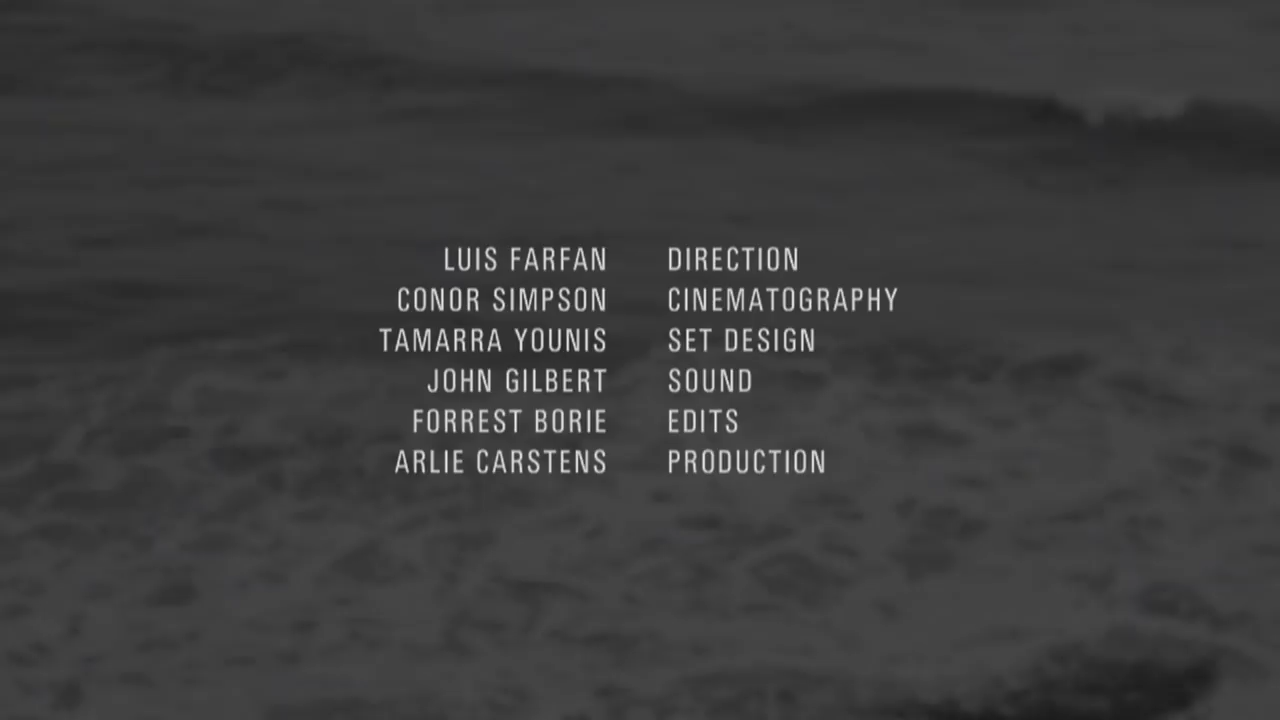 LUIS FARFAN DIRECTION
CONOR SIMPSON CINEMATOGRAPHY
TAMARRA YOUNIS SET DESIGN
JOHN GILBERT SOUND
FORREST BORIE EDITS
ARLIE CARSTENS PRODUCTION